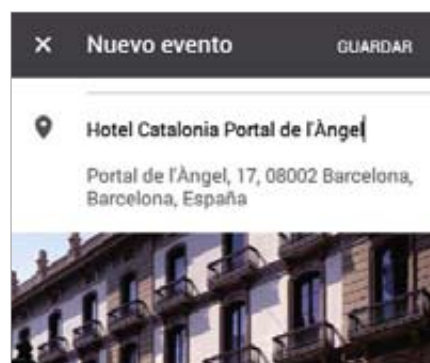 × Nuevo evento GUARDAR
Hotel Catalonia Portal de l'Àngel
Portal de l'Àngel, 17, 08002 Barcelona,
Barcelona, España